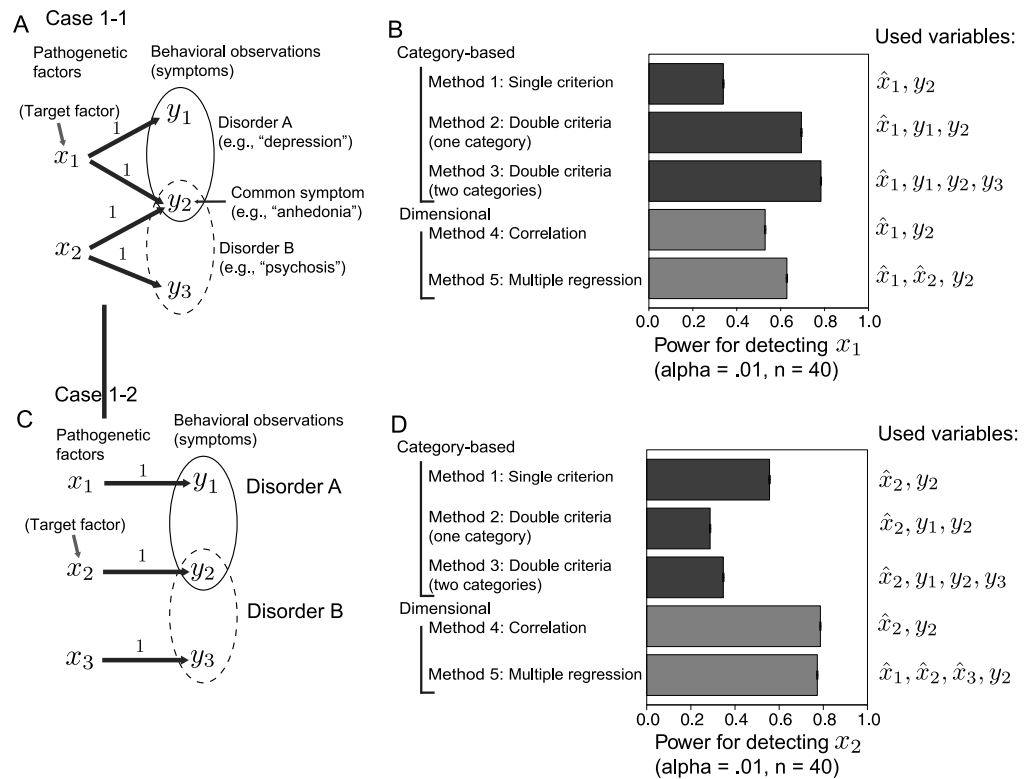 A
Case 1-1
Pathogenetic
factors
Behavioral observations
(symptoms)
(Target factor)
1
y₁
x₁
1
Disorder A
(e.g., “depression”)
1
y₂
Common symptom
(e.g., “anhedonia”)
x₂
1
Disorder B
(e.g., “psychosis”)
y₃
B
Used variables:
Category-based
Method 1: Single criterion
x̂₁, y₂
Method 2: Double criteria
(one category)
x̂₁, y₁, y₂
Method 3: Double criteria
(two categories)
x̂₁, y₁, y₂, y₃
Dimensional
Method 4: Correlation
x̂₁, y₂
Method 5: Multiple regression
x̂₁, x̂₂, y₂
0.0 0.2 0.4 0.6 0.8 1.0
Power for detecting x₁
(alpha = .01, n = 40)
Case 1-2
C
Pathogenetic
factors
Behavioral observations
(symptoms)
x₁
1
y₁
Disorder A
(Target factor)
x₂
1
y₂
Disorder B
x₃
1
y₃
D
Used variables:
Category-based
Method 1: Single criterion
x̂₂, y₂
Method 2: Double criteria
(one category)
x̂₂, y₁, y₂
Method 3: Double criteria
(two categories)
x̂₂, y₁, y₂, y₃
Dimensional
Method 4: Correlation
x̂₂, y₂
Method 5: Multiple regression
x̂₁, x̂₂, x̂₃, y₂
0.0 0.2 0.4 0.6 0.8 1.0
Power for detecting x₂
(alpha = .01, n = 40)